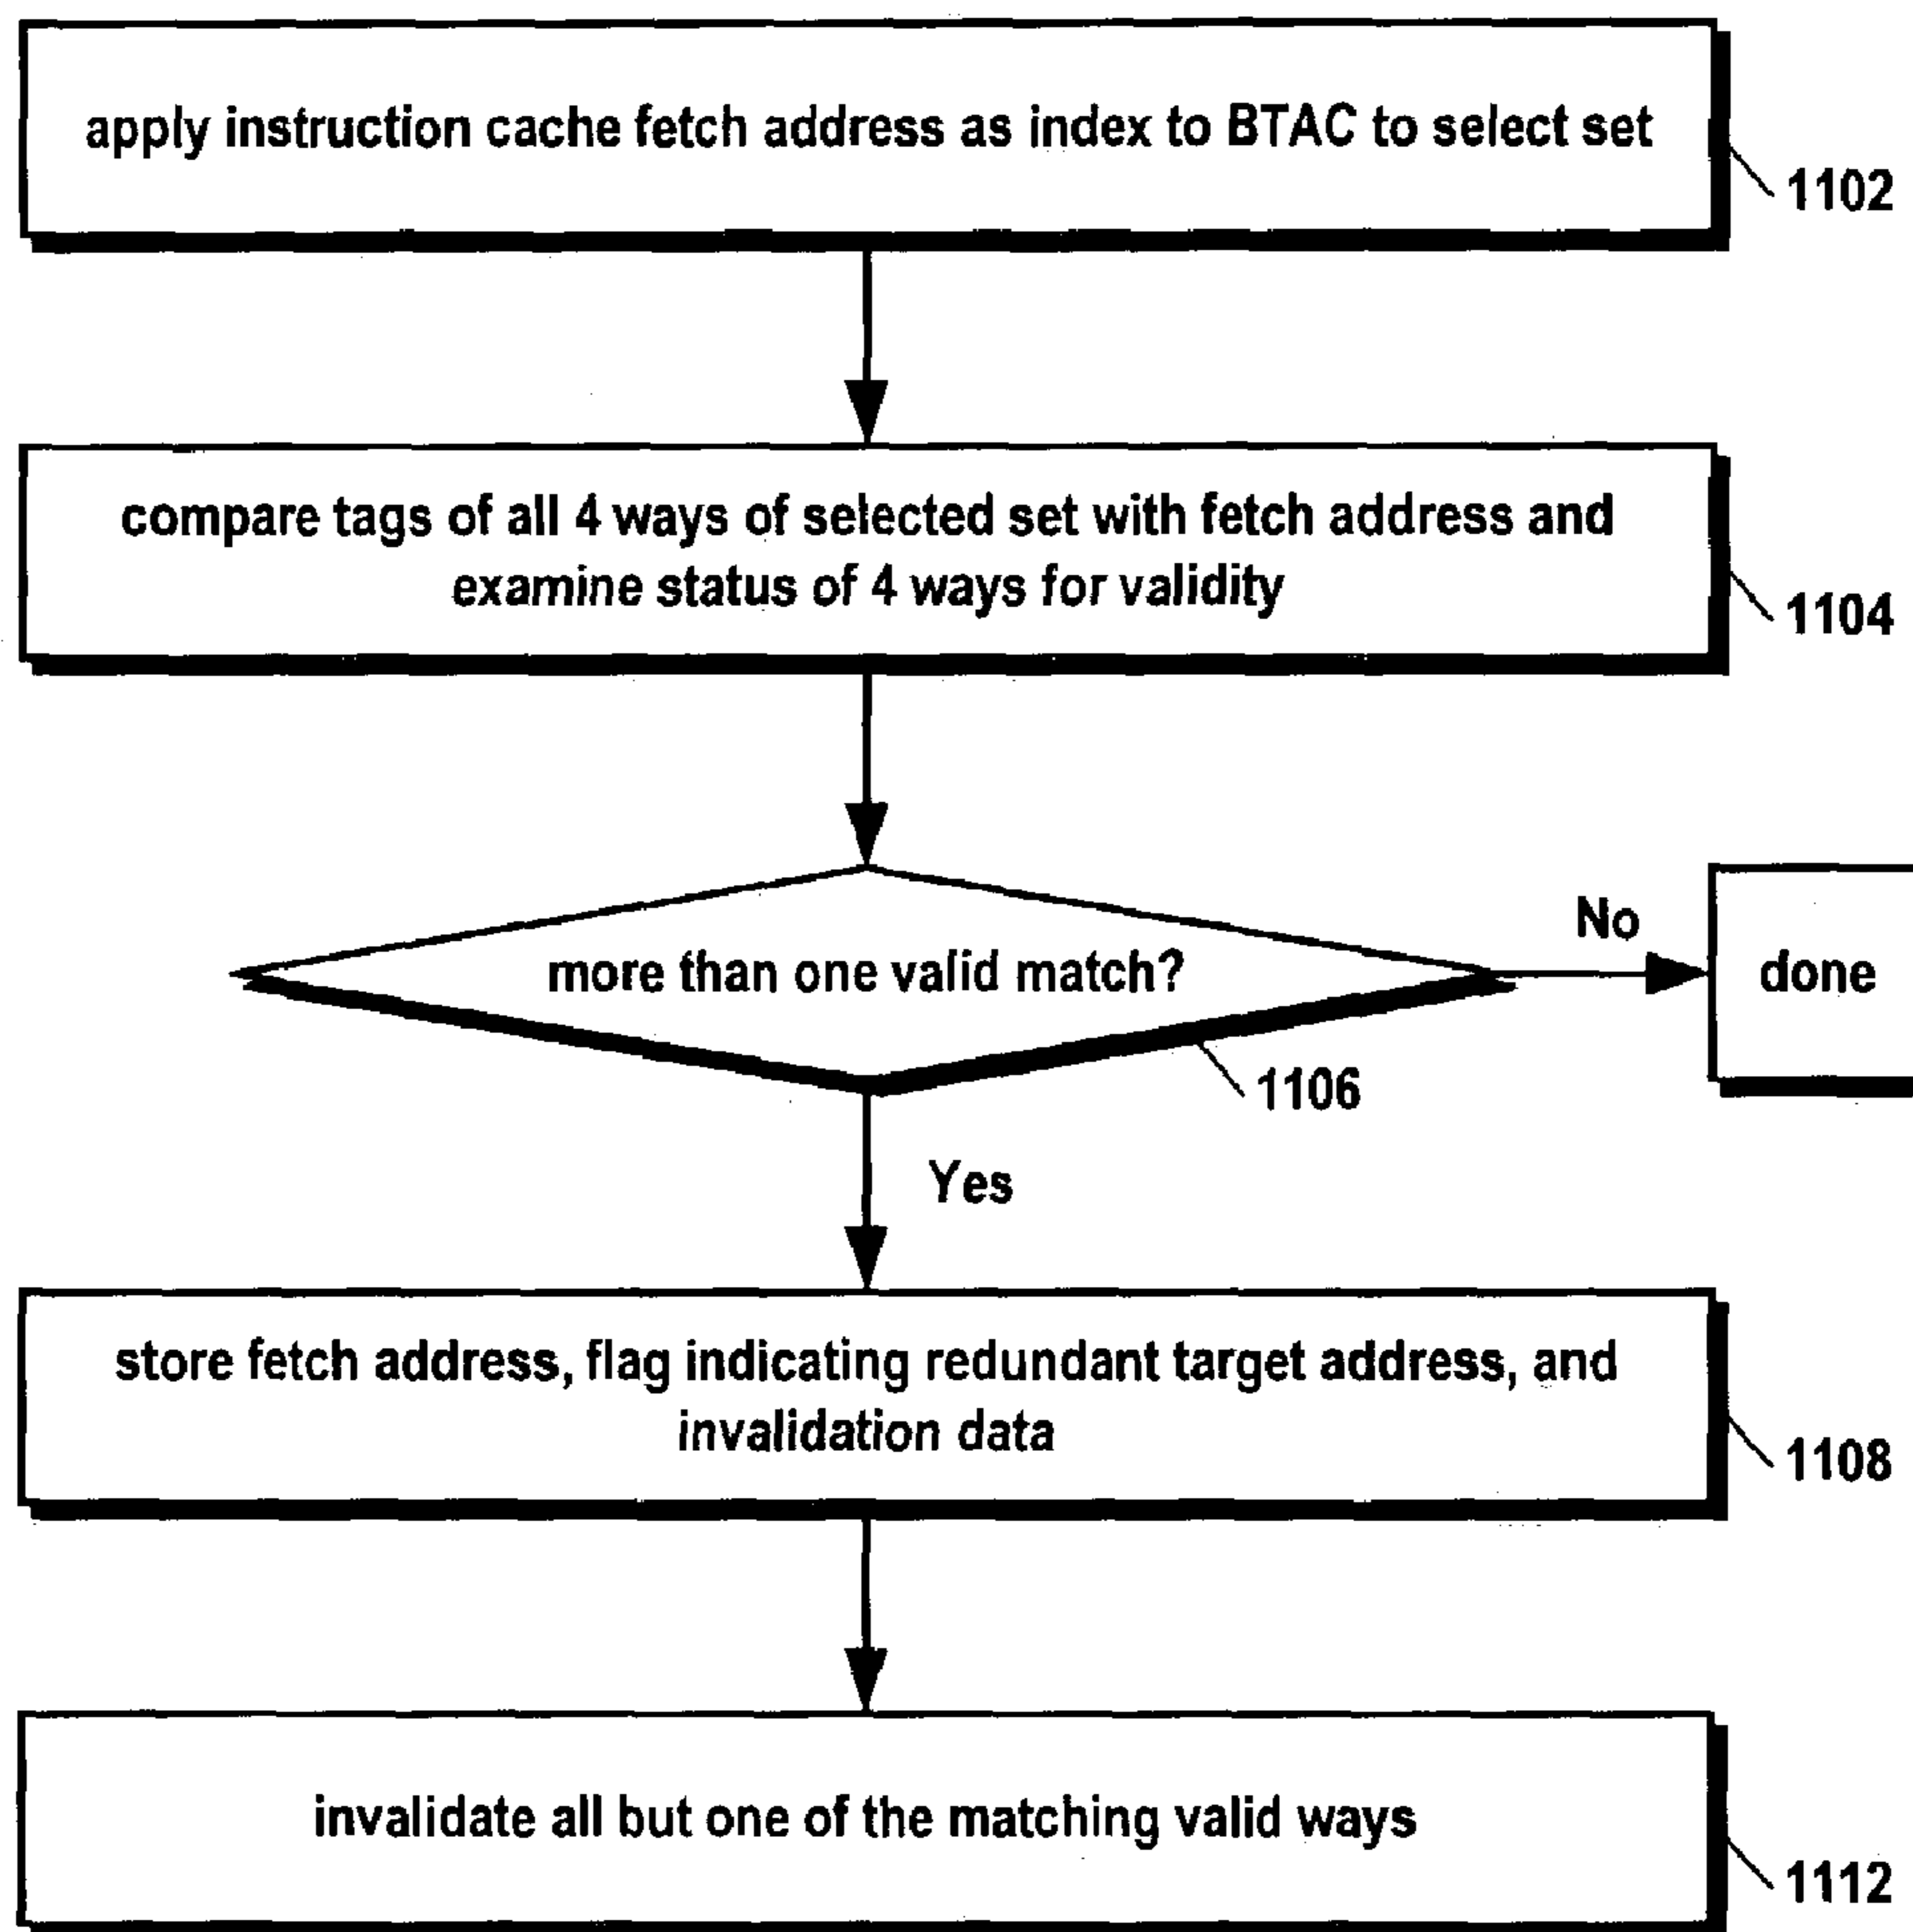 apply instruction cache fetch address as index to BTAC to select set
1102
compare tags of all 4 ways of selected set with fetch address and
examine status of 4 ways for validity
1104
more than one valid match?
No
done
1106
Yes
store fetch address, flag indicating redundant target address, and
invalidation data
1108
invalidate all but one of the matching valid ways
1112